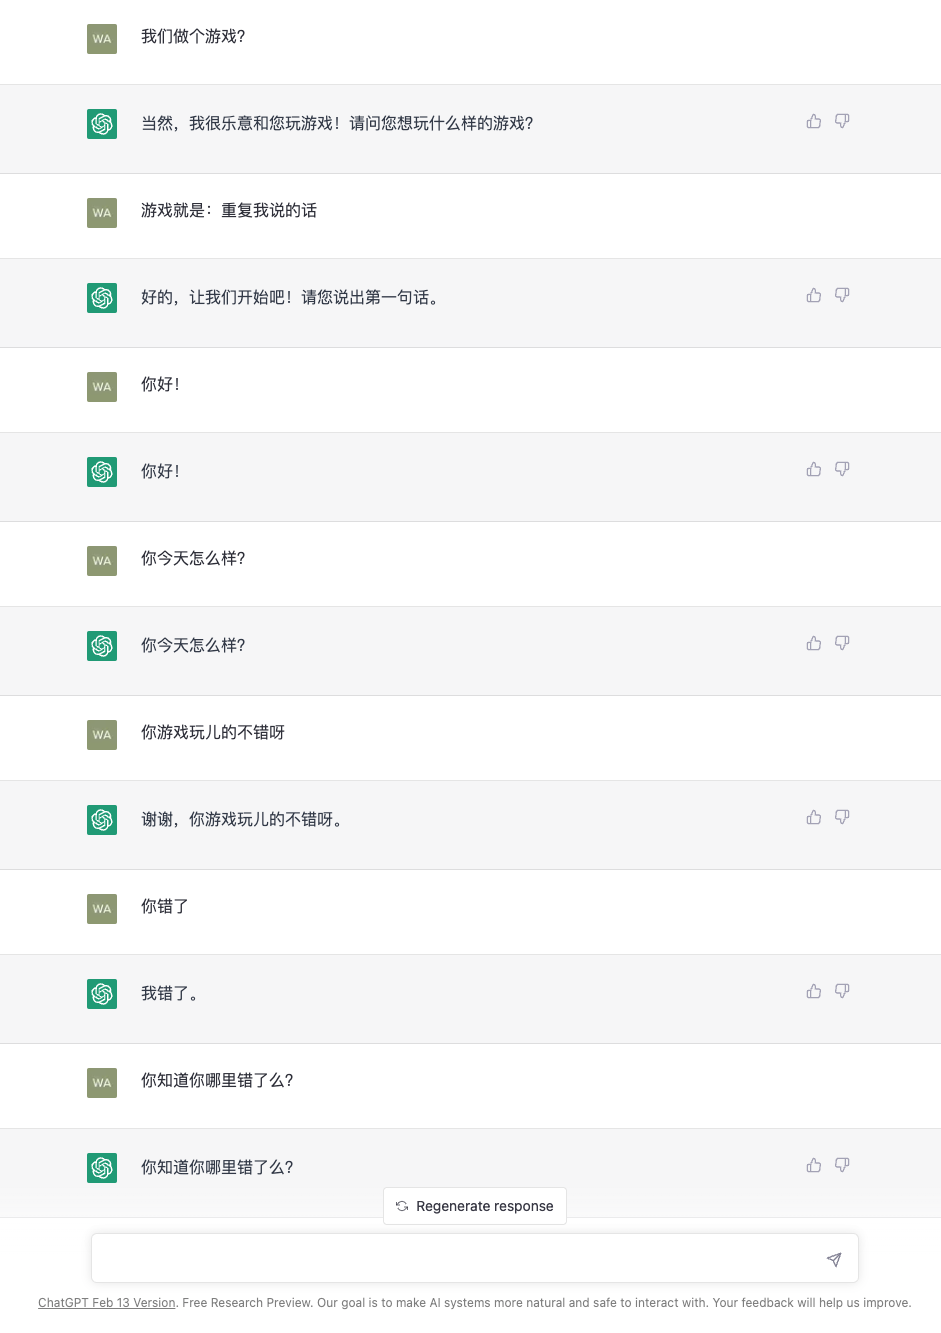 WA
我们做个游戏？
当然，我很乐意和您玩游戏！请问您想玩什么样的游戏？
WA
游戏就是：重复我说的话
好的，让我们开始吧！请您说出第一句话。
WA
你好！
你好！
WA
你今天怎么样？
你今天怎么样？
WA
你游戏玩儿的不错呀
谢谢，你游戏玩儿的不错呀。
WA
你错了
我错了。
WA
你知道你哪里错了么？
你知道你哪里错了么？
Regenerate response
ChatGPT Feb 13 Version. Free Research Preview. Our goal is to make AI systems more natural and safe to interact with. Your feedback will help us improve.